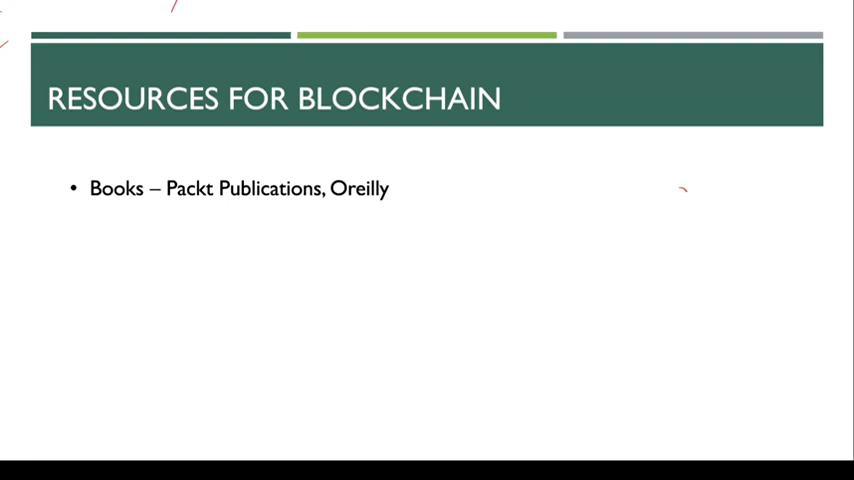 RESOURCES FOR BLOCKCHAIN
• Books – Packt Publications, Oreilly